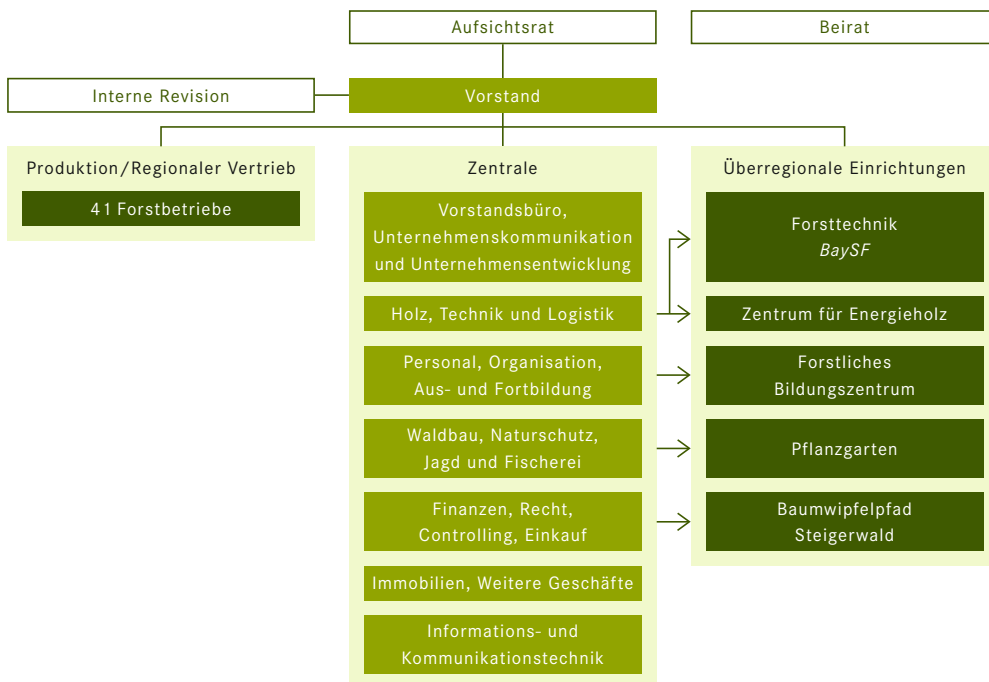 Aufsichtsrat
Beirat
Interne Revision
Vorstand
Produktion/Regionaler Vertrieb
41 Forstbetriebe
Zentrale
Vorstandsbüro,
Unternehmenskommunikation
und Unternehmensentwicklung
Holz, Technik und Logistik
Personal, Organisation,
Aus- und Fortbildung
Waldbau, Naturschutz,
Jagd und Fischerei
Finanzen, Recht,
Controlling, Einkauf
Immobilien, Weitere Geschäfte
Informations- und
Kommunikationstechnik
Überregionale Einrichtungen
Forsttechnik
BaySF
Zentrum für Energieholz
Forstliches
Bildungszentrum
Pflanzgarten
Baumwipfelpfad
Steigerwald